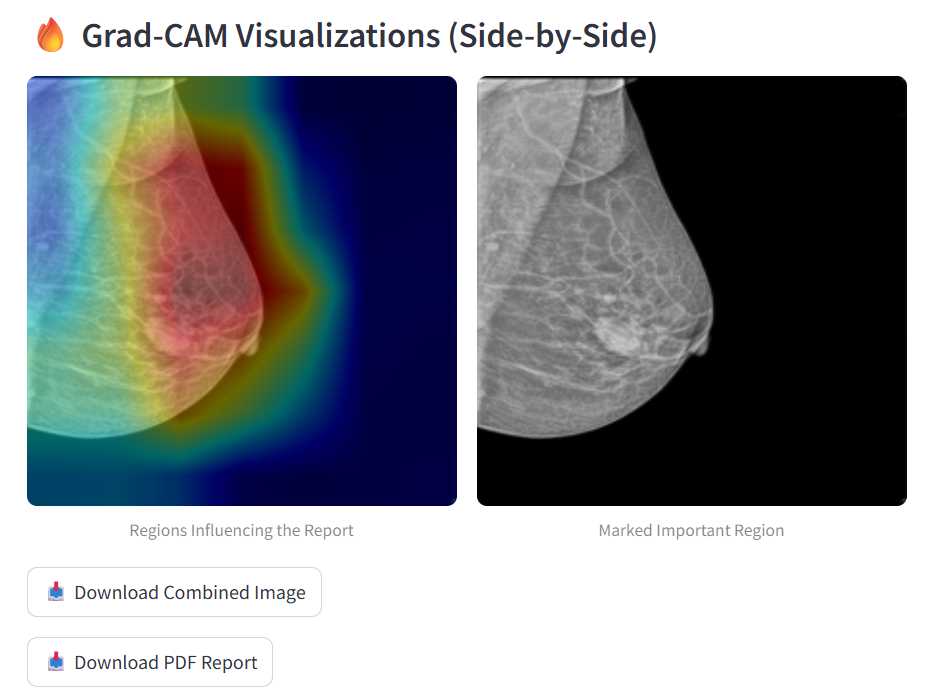 Grad-CAM Visualizations (Side-by-Side)
Regions Influencing the Report
Marked Important Region
Download Combined Image
Download PDF Report